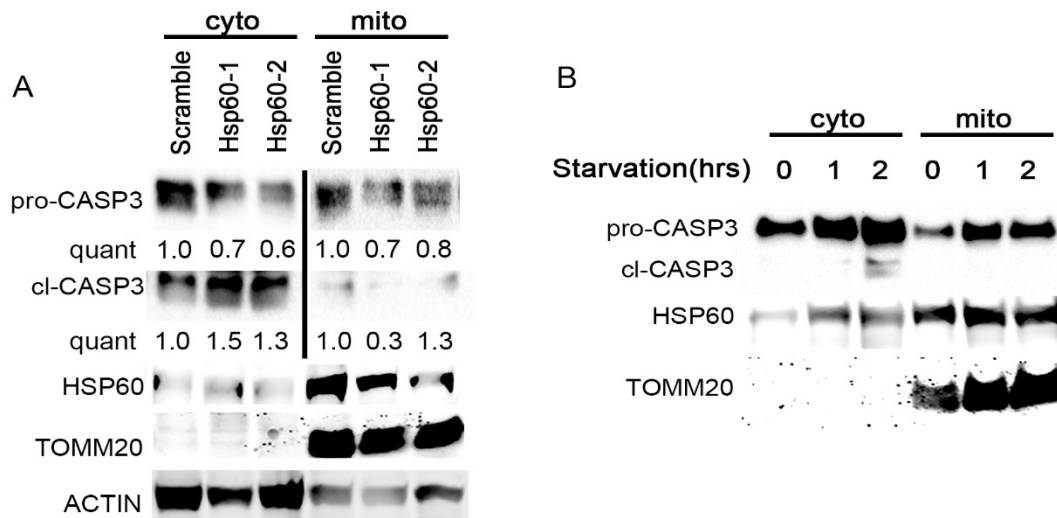 A
cyto mito
Scramble Hsp60-1 Hsp60-2 Scramble Hsp60-1 Hsp60-2
pro-CASP3
quant 1.0 0.7 0.6 1.0 0.7 0.8
cl-CASP3
quant 1.0 1.5 1.3 1.0 0.3 1.3
HSP60
TOMM20
ACTIN
B
cyto mito
Starvation(hrs) 0 1 2 0 1 2
pro-CASP3
cl-CASP3
HSP60
TOMM20